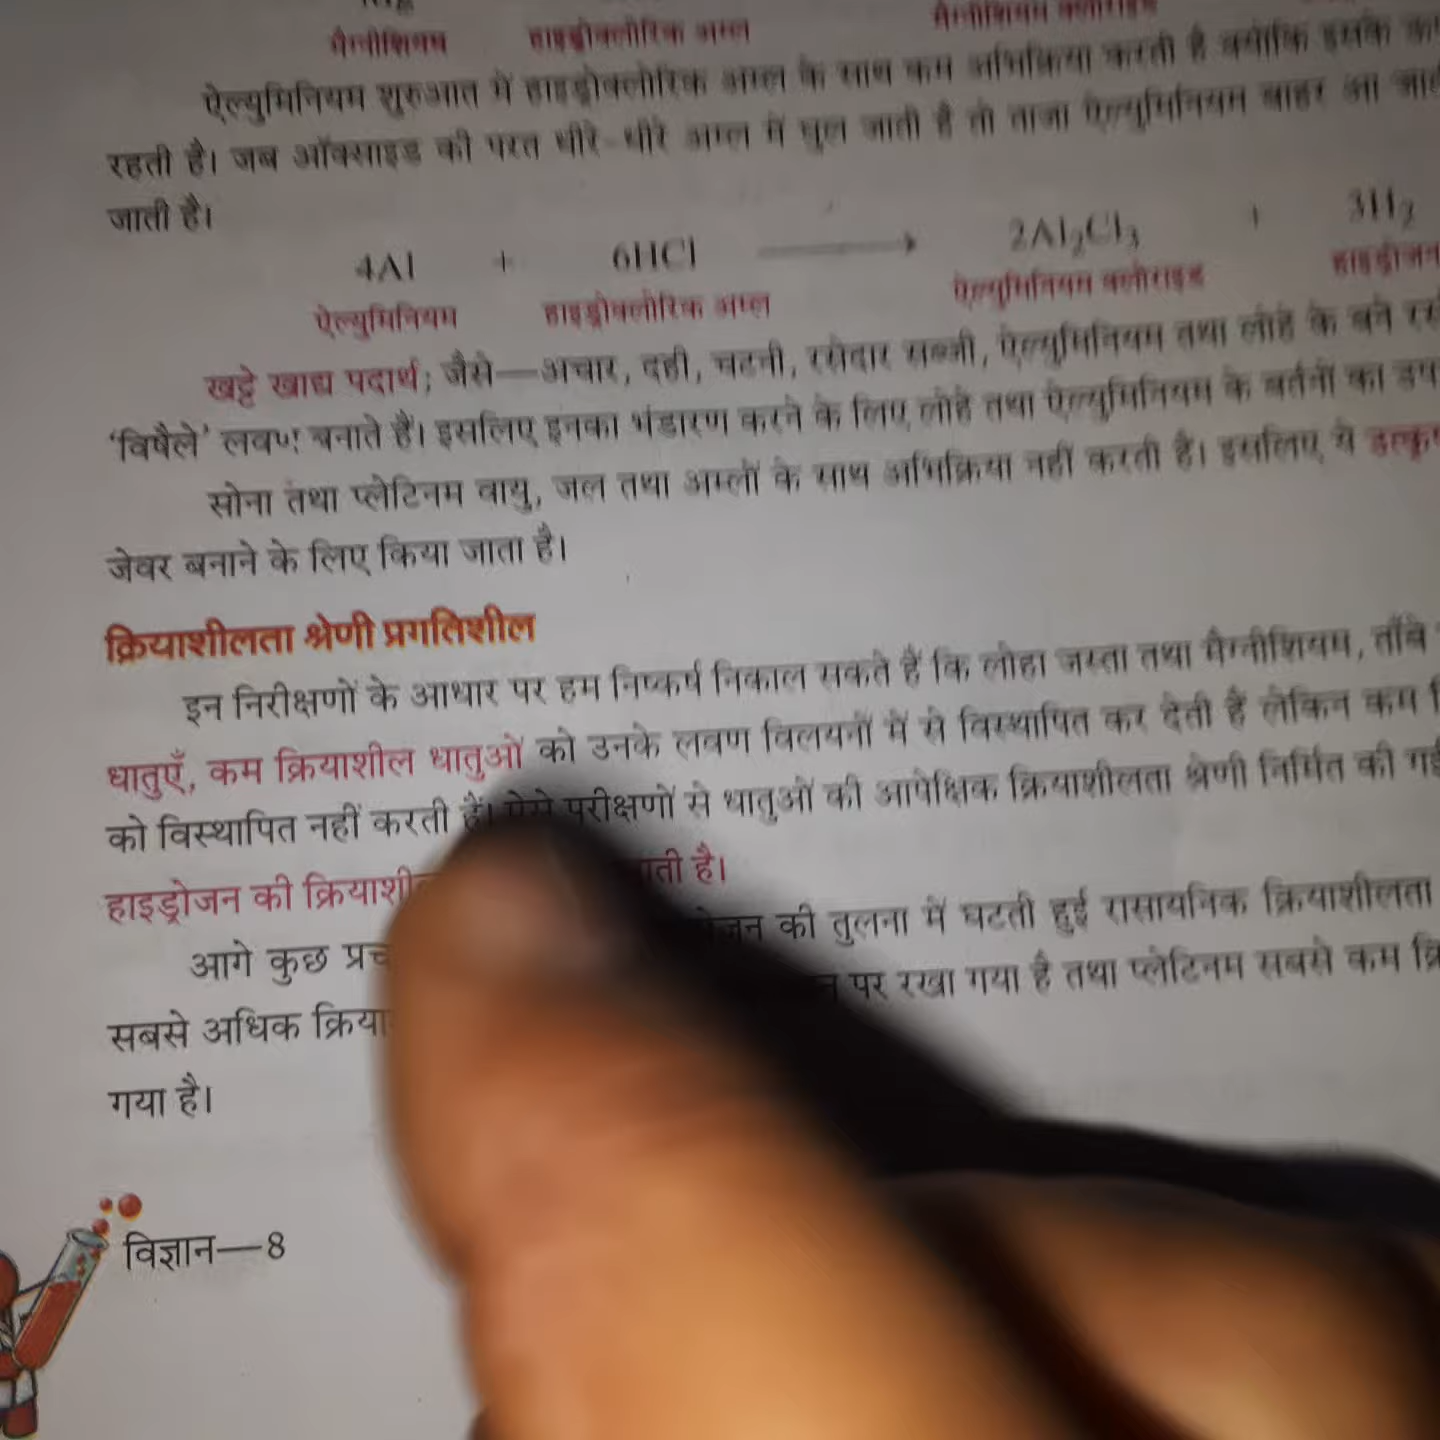 मैग्नीशियम हाइड्रोक्लोरिक अम्ल मैग्नीशियम क्लोराइड
ऐल्युमिनियम शुरुआत में हाइड्रोक्लोरिक अम्ल के साथ कम अभिक्रिया करती है क्योंकि इसके
रहती है। जब ऑक्साइड की परत धीरे-धीरे अम्ल में घुल जाती है तो ताजा ऐल्युमिनियम बाहर आ
जाती है।
4Al + 6HCl ⟶ 2Al₂Cl₃ + 3H₂
ऐल्युमिनियम हाइड्रोक्लोरिक अम्ल ऐल्युमिनियम क्लोराइड हाइड्रोजन
खट्टे खाद्य पदार्थ; जैसे—अचार, दही, चटनी, रसेदार सब्जी, ऐल्युमिनियम तथा लोहे के बने
‘विषैले’ लवण बनाते हैं। इसलिए इनका भंडारण करने के लिए लोहे तथा ऐल्युमिनियम के बर्तनों का
सोना तथा प्लेटिनम वायु, जल तथा अम्लों के साथ अभिक्रिया नहीं करती हैं। इसलिए ये
जेवर बनाने के लिए किया जाता है।
क्रियाशीलता श्रेणी प्रगतिशील
इन निरीक्षणों के आधार पर हम निष्कर्ष निकाल सकते हैं कि लोहा जस्ता तथा मैग्नीशियम, ताँबे
धातुएँ, कम क्रियाशील धातुओं को उनके लवण विलयनों में से विस्थापित कर देती हैं लेकिन कम
को विस्थापित नहीं करती हैं। ऐसे परीक्षणों से धातुओं की आपेक्षिक क्रियाशीलता श्रेणी निर्मित की
हाइड्रोजन की है।
आगे कुछ की तुलना में घटती हुई रासायनिक क्रियाशीलता
सबसे अधिक पर रखा गया है तथा प्लेटिनम सबसे कम
गया है।
विज्ञान—8